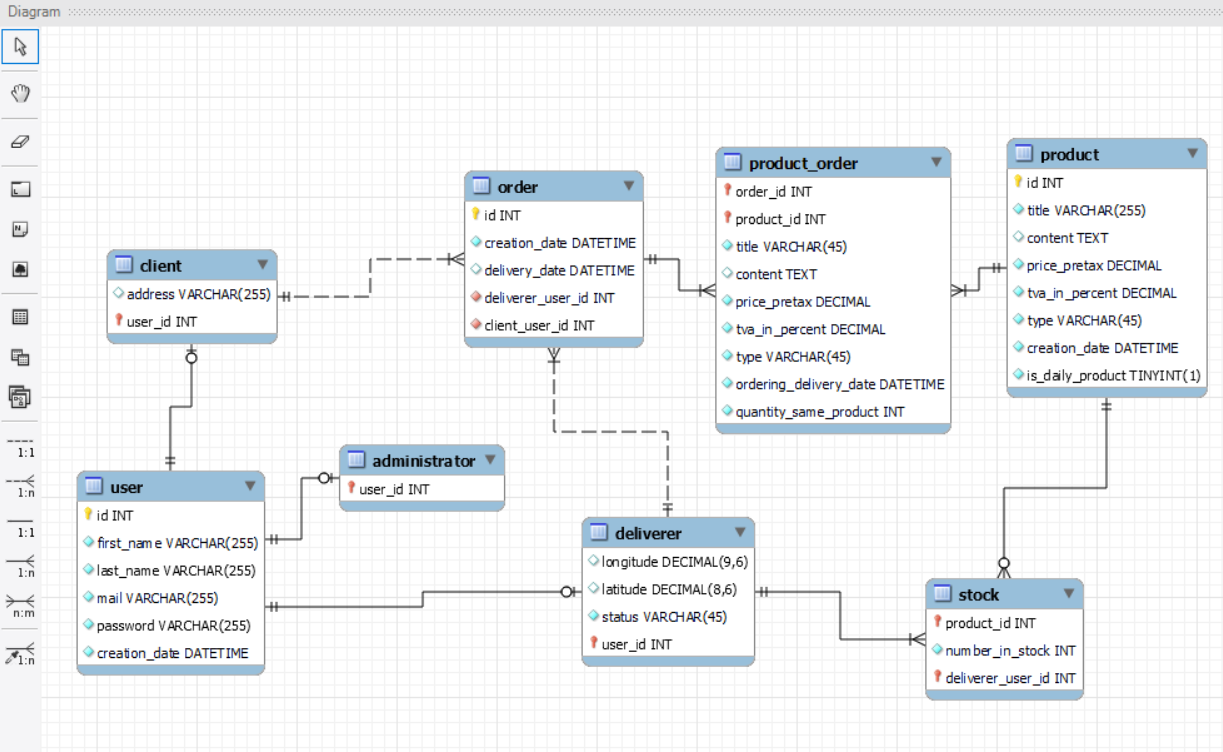 Diagram
1:1
1:n
1:1
1:n
n:m
1:n
client
address VARCHAR(255)
user_id INT
order
id INT
creation_date DATETIME
delivery_date DATETIME
deliverer_user_id INT
client_user_id INT
product_order
order_id INT
product_id INT
title VARCHAR(45)
content TEXT
price_pretax DECIMAL
tva_in_percent DECIMAL
type VARCHAR(45)
ordering_delivery_date DATETIME
quantity_same_product INT
product
id INT
title VARCHAR(255)
content TEXT
price_pretax DECIMAL
tva_in_percent DECIMAL
type VARCHAR(45)
creation_date DATETIME
is_daily_product TINYINT(1)
user
id INT
first_name VARCHAR(255)
last_name VARCHAR(255)
mail VARCHAR(255)
password VARCHAR(255)
creation_date DATETIME
administrator
user_id INT
deliverer
longitude DECIMAL(9,6)
latitude DECIMAL(8,6)
status VARCHAR(45)
user_id INT
stock
product_id INT
number_in_stock INT
deliverer_user_id INT